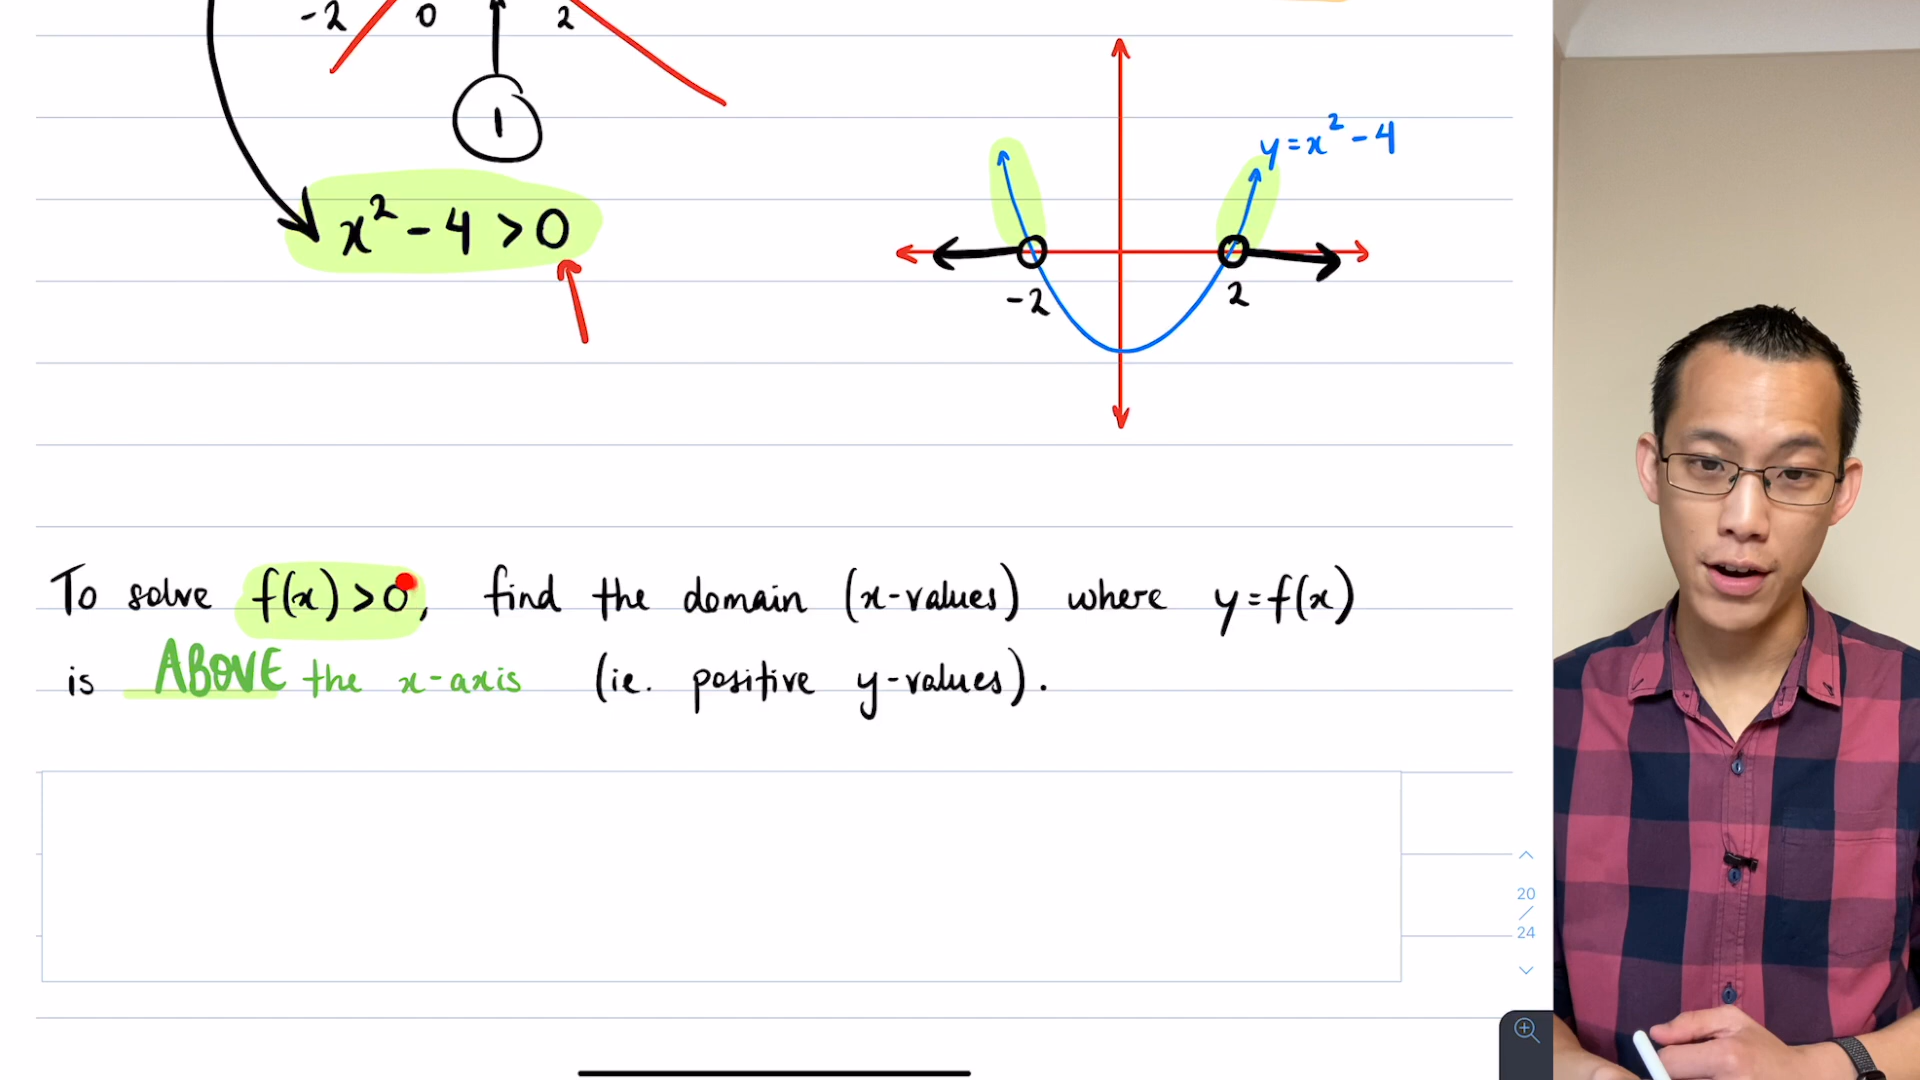 -2 0 2
1
x² - 4 > 0
y = x² - 4
-2 2
To solve f(x) > 0, find the domain (x-values) where y = f(x)
is ABOVE the x-axis (ie. positive y-values).
20
/
24